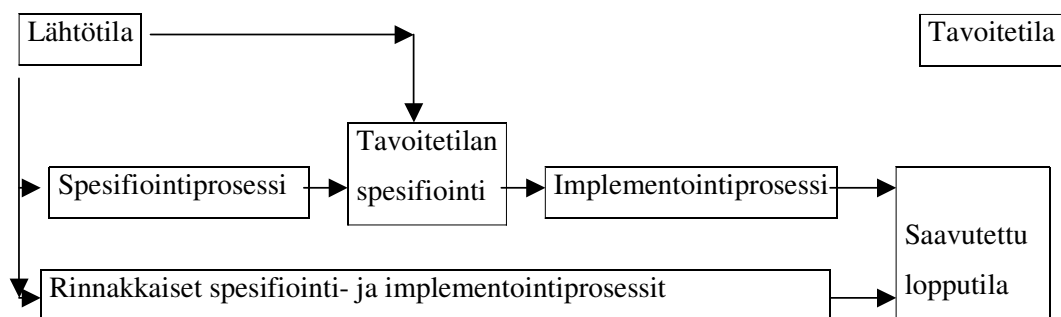 Lähtötila
Tavoitetila
Tavoitetilan
spesifiointi
Spesifiointiprosessi
Implementointiprosessi
Saavutettu
lopputila
Rinnakkaiset spesifiointi- ja implementointiprosessit